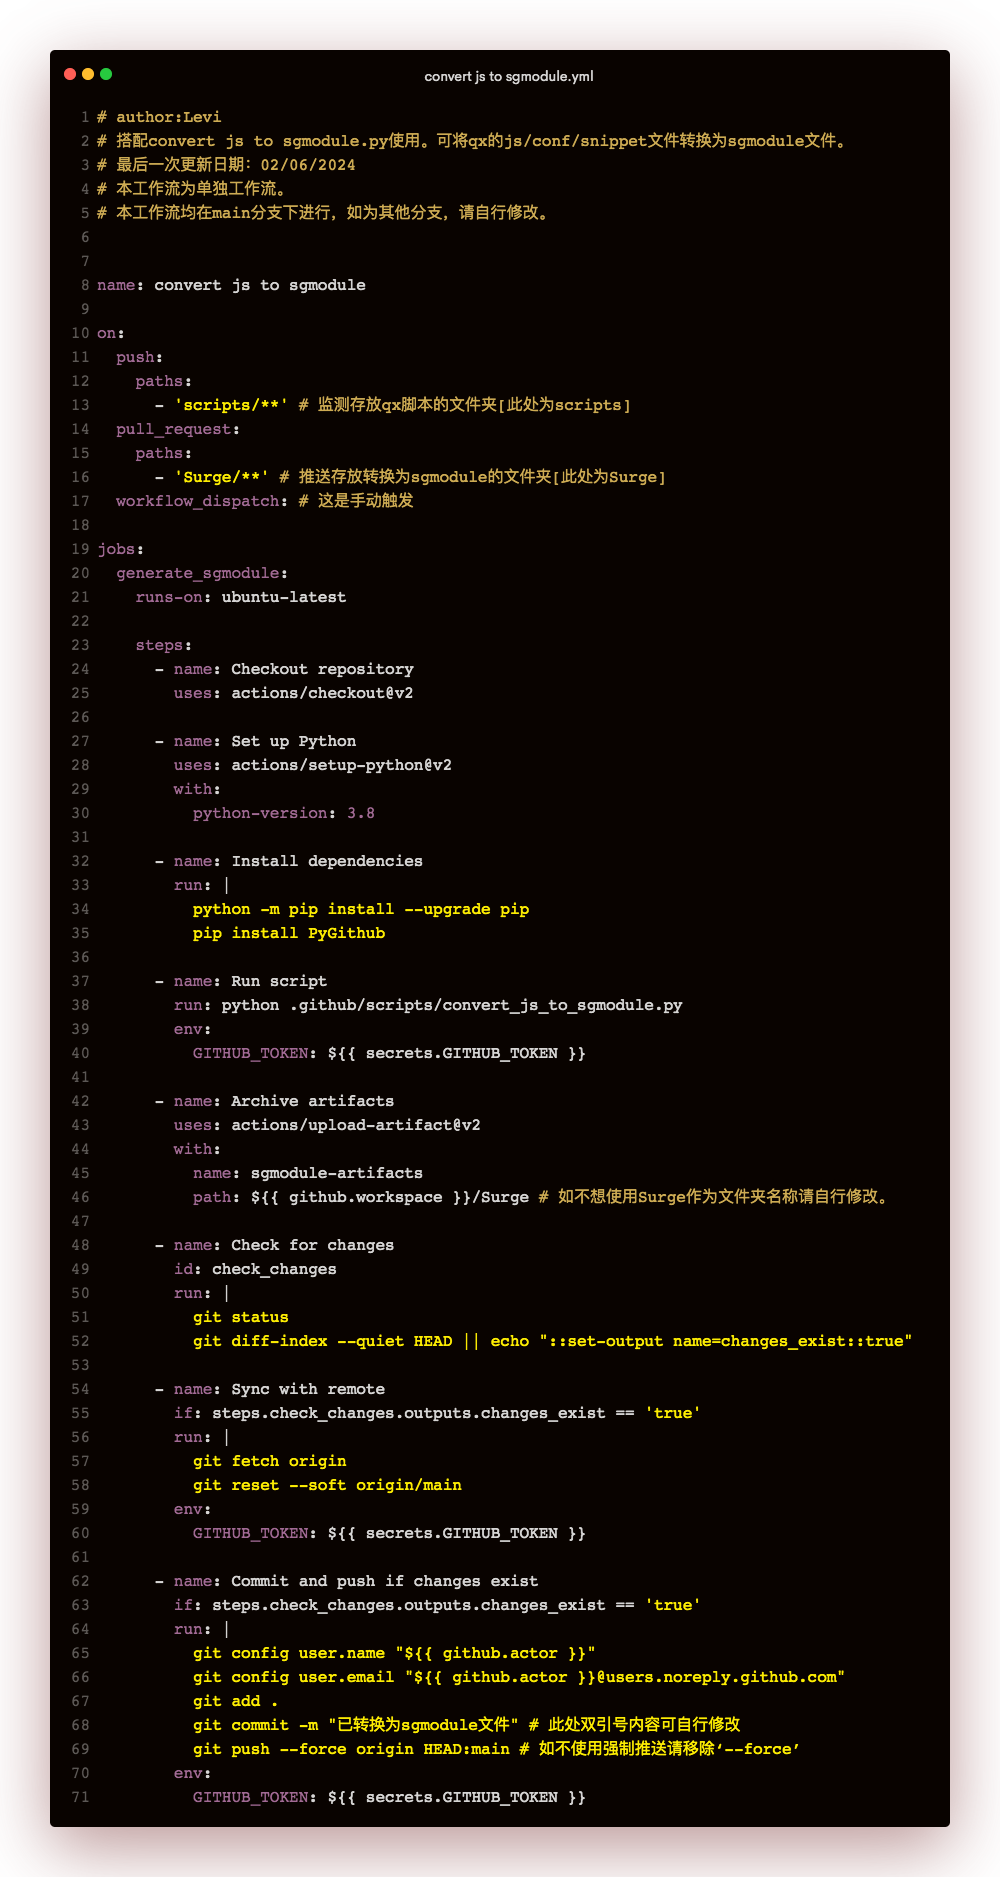 convert js to sgmodule.yml
1 # author:Levi
2 # 搭配convert js to sgmodule.py使用。可将qx的js/conf/snippet文件转换为sgmodule文件。
3 # 最后一次更新日期：02/06/2024
4 # 本工作流为单独工作流。
5 # 本工作流均在main分支下进行，如为其他分支，请自行修改。
6
7
8 name: convert js to sgmodule
9
10 on:
11   push:
12     paths:
13       - 'scripts/**' # 监测存放qx脚本的文件夹[此处为scripts]
14   pull_request:
15     paths:
16       - 'Surge/**' # 推送存放转换为sgmodule的文件夹[此处为Surge]
17   workflow_dispatch: # 这是手动触发
18
19 jobs:
20   generate_sgmodule:
21     runs-on: ubuntu-latest
22
23     steps:
24       - name: Checkout repository
25         uses: actions/checkout@v2
26
27       - name: Set up Python
28         uses: actions/setup-python@v2
29         with:
30           python-version: 3.8
31
32       - name: Install dependencies
33         run: |
34           python -m pip install --upgrade pip
35           pip install PyGithub
36
37       - name: Run script
38         run: python .github/scripts/convert_js_to_sgmodule.py
39         env:
40           GITHUB_TOKEN: ${{ secrets.GITHUB_TOKEN }}
41
42       - name: Archive artifacts
43         uses: actions/upload-artifact@v2
44         with:
45           name: sgmodule-artifacts
46           path: ${{ github.workspace }}/Surge # 如不想使用Surge作为文件夹名称请自行修改。
47
48       - name: Check for changes
49         id: check_changes
50         run: |
51           git status
52           git diff-index --quiet HEAD || echo "::set-output name=changes_exist::true"
53
54       - name: Sync with remote
55         if: steps.check_changes.outputs.changes_exist == 'true'
56         run: |
57           git fetch origin
58           git reset --soft origin/main
59         env:
60           GITHUB_TOKEN: ${{ secrets.GITHUB_TOKEN }}
61
62       - name: Commit and push if changes exist
63         if: steps.check_changes.outputs.changes_exist == 'true'
64         run: |
65           git config user.name "${{ github.actor }}"
66           git config user.email "${{ github.actor }}@users.noreply.github.com"
67           git add .
68           git commit -m "已转换为sgmodule文件" # 此处双引号内容可自行修改
69           git push --force origin HEAD:main # 如不使用强制推送请移除‘--force’
70         env:
71           GITHUB_TOKEN: ${{ secrets.GITHUB_TOKEN }}